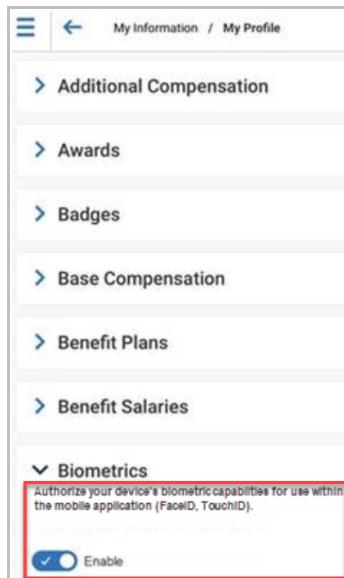 My Information / My Profile
Additional Compensation
Awards
Badges
Base Compensation
Benefit Plans
Benefit Salaries
Biometrics
Authorize your device's biometric capabilities for use within
the mobile application (FaceID, TouchID).
Enable